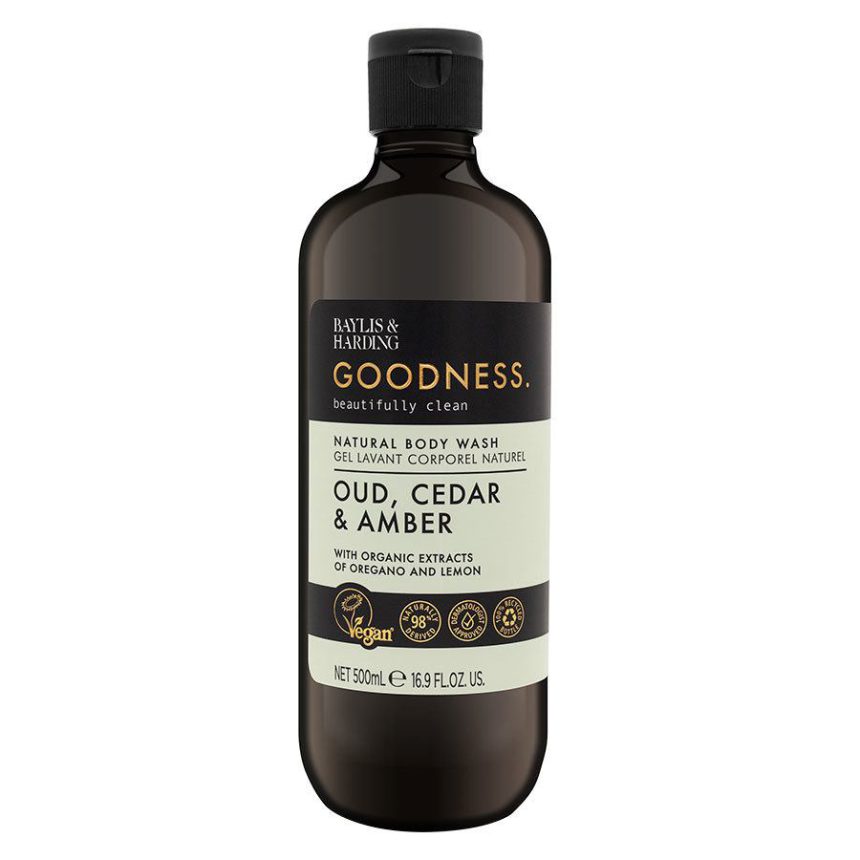 BAYLIS &
HARDING
GOODNESS.
beautifully clean
NATURAL BODY WASH
GEL LAVANT CORPOREL NATUREL
OUD, CEDAR
& AMBER
WITH ORGANIC EXTRACTS
OF OREGANO AND LEMON
Vegan
NATURALLY
98%
DERIVED
DERMATOLOGIST
APPROVED
100% RECYCLED
BOTTLE
NET 500mL ℮ 16.9 FL.OZ. US.